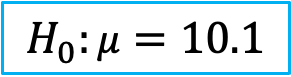 H₀: μ = 10.1